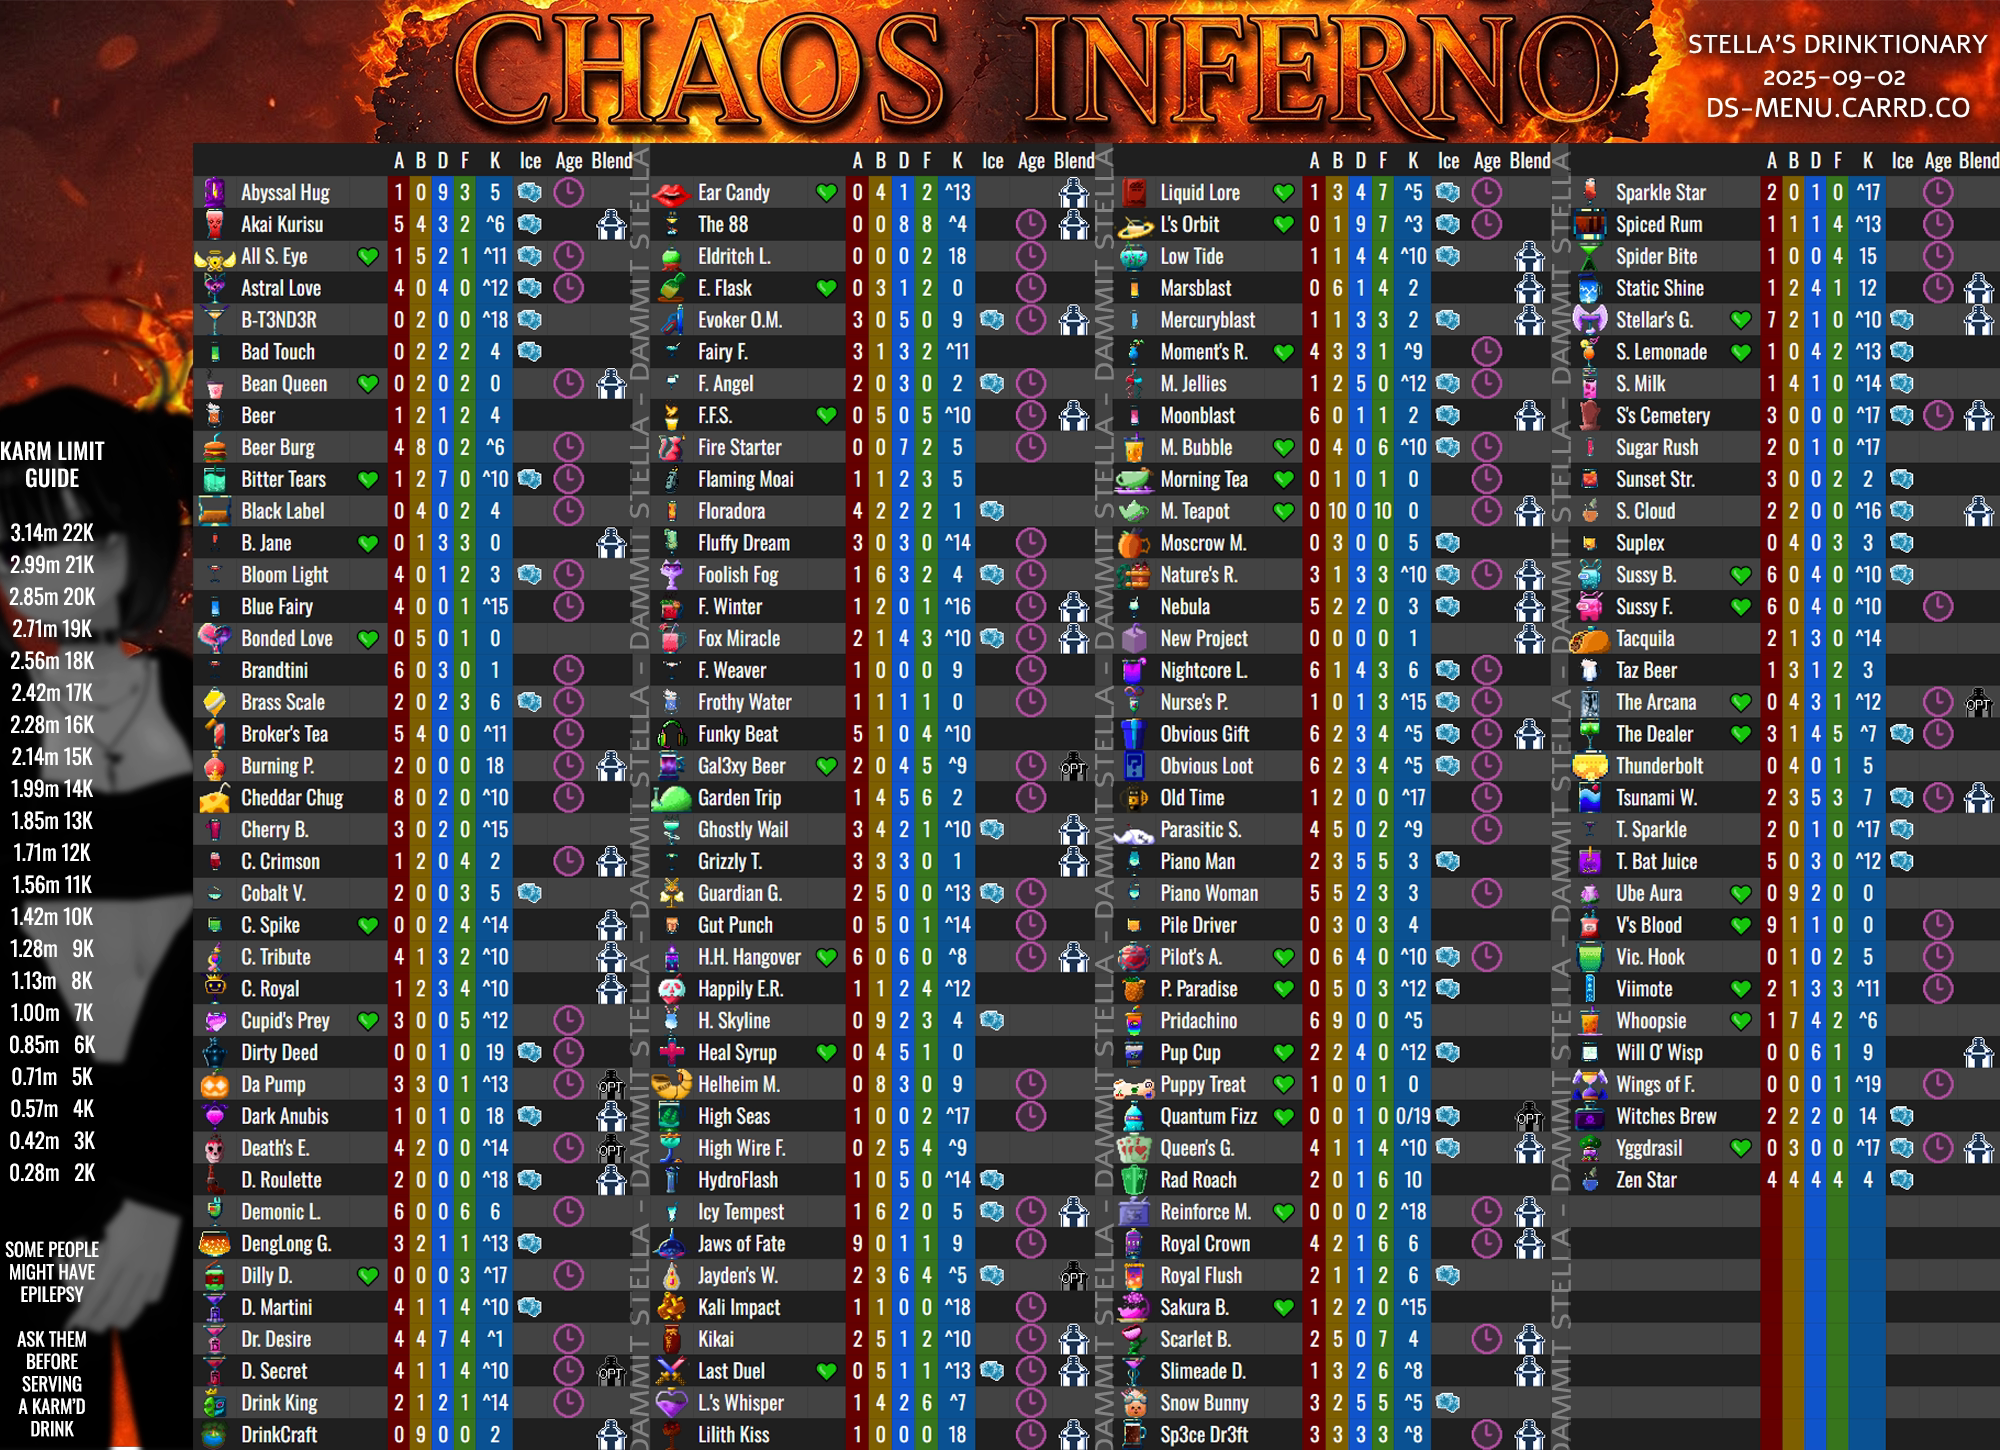 CHAOS INFERNO
STELLA'S DRINKTIONARY
2025-09-02
DS-MENU.CARRD.CO
KARM LIMIT
GUIDE
3.14m 22K
2.99m 21K
2.85m 20K
2.71m 19K
2.56m 18K
2.42m 17K
2.28m 16K
2.14m 15K
1.99m 14K
1.85m 13K
1.71m 12K
1.56m 11K
1.42m 10K
1.28m 9K
1.13m 8K
1.00m 7K
0.85m 6K
0.71m 5K
0.57m 4K
0.42m 3K
0.28m 2K
SOME PEOPLE
MIGHT HAVE
EPILEPSY
ASK THEM
BEFORE
SERVING
A KARM'D
DRINK
A B D F K Ice Age Blend
Abyssal Hug 1 0 9 3 5
Akai Kurisu 5 4 3 2 ^6
All S. Eye 1 5 2 1 ^11
Astral Love 4 0 4 0 ^12
B-T3ND3R 0 2 0 0 ^18
Bad Touch 0 2 2 2 4
Bean Queen 0 2 0 2 0
Beer 1 2 1 2 4
Beer Burg 4 8 0 2 ^6
Bitter Tears 1 2 7 0 ^10
Black Label 0 4 0 2 4
B. Jane 0 1 3 3 0
Bloom Light 4 0 1 2 3
Blue Fairy 4 0 0 1 ^15
Bonded Love 0 5 0 1 0
Brandtini 6 0 3 0 1
Brass Scale 2 0 2 3 6
Broker's Tea 5 4 0 0 ^11
Burning P. 2 0 0 0 18
Cheddar Chug 8 0 2 0 ^10
Cherry B. 3 0 2 0 ^15
C. Crimson 1 2 0 4 2
Cobalt V. 2 0 0 3 5
C. Spike 0 0 2 4 ^14
C. Tribute 4 1 3 2 ^10
C. Royal 1 2 3 4 ^10
Cupid's Prey 3 0 0 5 ^12
Dirty Deed 0 0 1 0 19
Da Pump 3 3 0 1 ^13 OPT
Dark Anubis 1 0 1 0 18
Death's E. 4 2 0 0 ^14 OPT
D. Roulette 2 0 0 0 ^18
Demonic L. 6 0 0 6 6
DengLong G. 3 2 1 1 ^13
Dilly D. 0 0 0 3 ^17
D. Martini 4 1 1 4 ^10
Dr. Desire 4 4 7 4 ^1
D. Secret 4 1 1 4 ^10 OPT
Drink King 2 1 2 1 ^14
DrinkCraft 0 9 0 0 2
DAMMIT STELLA - DAMMIT STELLA - DAMMIT STELLA - DAMMIT STELLA
A B D F K Ice Age Blend
Ear Candy 0 4 1 2 ^13
The 88 0 0 8 8 ^4
Eldritch L. 0 0 0 2 18
E. Flask 0 3 1 2 0
Evoker O.M. 3 0 5 0 9
Fairy F. 3 1 3 2 ^11
F. Angel 2 0 3 0 2
F.F.S. 0 5 0 5 ^10
Fire Starter 0 0 7 2 5
Flaming Moai 1 1 2 3 5
Floradora 4 2 2 2 1
Fluffy Dream 3 0 3 0 ^14
Foolish Fog 1 6 3 2 4
F. Winter 1 2 0 1 ^16
Fox Miracle 2 1 4 3 ^10
F. Weaver 1 0 0 0 9
Frothy Water 1 1 1 1 0
Funky Beat 5 1 0 4 ^10
Gal3xy Beer 2 0 4 5 ^9 OPT
Garden Trip 1 4 5 6 2
Ghostly Wail 3 4 2 1 ^10
Grizzly T. 3 3 3 0 1
Guardian G. 2 5 0 0 ^13
Gut Punch 0 5 0 1 ^14
H.H. Hangover 6 0 6 0 ^8
Happily E.R. 1 1 2 4 ^12
H. Skyline 0 9 2 3 4
Heal Syrup 0 4 5 1 0
Helheim M. 0 8 3 0 9
High Seas 1 0 0 2 ^17
High Wire F. 0 2 5 4 ^9
HydroFlash 1 0 5 0 ^14
Icy Tempest 1 6 2 0 5
Jaws of Fate 9 0 1 1 9
Jayden's W. 2 3 6 4 ^5 OPT
Kali Impact 1 1 0 0 ^18
Kikai 2 5 1 2 ^10
Last Duel 0 5 1 1 ^13
L.'s Whisper 1 4 2 6 ^7
Lilith Kiss 1 0 0 0 18
DAMMIT STELLA - DAMMIT STELLA - DAMMIT STELLA - DAMMIT STELLA
A B D F K Ice Age Blend
Liquid Lore 1 3 4 7 ^5
L's Orbit 0 1 9 7 ^3
Low Tide 1 1 4 4 ^10
Marsblast 0 6 1 4 2
Mercuryblast 1 1 3 3 2
Moment's R. 4 3 3 1 ^9
M. Jellies 1 2 5 0 ^12
Moonblast 6 0 1 1 2
M. Bubble 0 4 0 6 ^10
Morning Tea 0 1 0 1 0
M. Teapot 0 10 0 10 0
Moscrow M. 0 3 0 0 5
Nature's R. 3 1 3 3 ^10
Nebula 5 2 2 0 3
New Project 0 0 0 0 1
Nightcore L. 6 1 4 3 6
Nurse's P. 1 0 1 3 ^15
Obvious Gift 6 2 3 4 ^5
Obvious Loot 6 2 3 4 ^5
Old Time 1 2 0 0 ^17
Parasitic S. 4 5 0 2 ^9
Piano Man 2 3 5 5 3
Piano Woman 5 5 2 3 3
Pile Driver 0 3 0 3 4
Pilot's A. 0 6 4 0 ^10
P. Paradise 0 5 0 3 ^12
Pridachino 6 9 0 0 ^5
Pup Cup 2 2 4 0 ^12
Puppy Treat 1 0 0 1 0
Quantum Fizz 0 0 1 0 0/19 OPT
Queen's G. 4 1 1 4 ^10
Rad Roach 2 0 1 6 10
Reinforce M. 0 0 0 2 ^18
Royal Crown 4 2 1 6 6
Royal Flush 2 1 1 2 6
Sakura B. 1 2 2 0 ^15
Scarlet B. 2 5 0 7 4
Slimeade D. 1 3 2 6 ^8
Snow Bunny 3 2 5 5 ^5
Sp3ce Dr3ft 3 3 3 3 ^8
DAMMIT STELLA - DAMMIT STELLA - DAMMIT STELLA - DAMMIT STELLA
A B D F K Ice Age Blend
Sparkle Star 2 0 1 0 ^17
Spiced Rum 1 1 1 4 ^13
Spider Bite 1 0 0 4 15
Static Shine 1 2 4 1 12
Stellar's G. 7 2 1 0 ^10
S. Lemonade 1 0 4 2 ^13
S. Milk 1 4 1 0 ^14
S's Cemetery 3 0 0 0 ^17
Sugar Rush 2 0 1 0 ^17
Sunset Str. 3 0 0 2 2
S. Cloud 2 2 0 0 ^16
Suplex 0 4 0 3 3
Sussy B. 6 0 4 0 ^10
Sussy F. 6 0 4 0 ^10
Tacquila 2 1 3 0 ^14
Taz Beer 1 3 1 2 3
The Arcana 0 4 3 1 ^12 OPT
The Dealer 3 1 4 5 ^7
Thunderbolt 0 4 0 1 5
Tsunami W. 2 3 5 3 7
T. Sparkle 2 0 1 0 ^17
T. Bat Juice 5 0 3 0 ^12
Ube Aura 0 9 2 0 0
V's Blood 9 1 1 0 0
Vic. Hook 0 1 0 2 5
Viimote 2 1 3 3 ^11
Whoopsie 1 7 4 2 ^6
Will O' Wisp 0 0 6 1 9
Wings of F. 0 0 0 1 ^19
Witches Brew 2 2 2 0 14
Yggdrasil 0 3 0 0 ^17
Zen Star 4 4 4 4 4